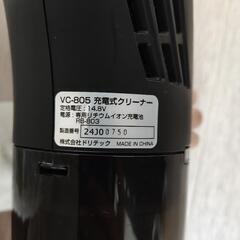 VC-805 充電式クリーナー
定格電圧：14.8V
電源：専用リチウムイオン充電池
RB-803
製造番号 24J00750
株式会社ドリテック MADE IN CHINA